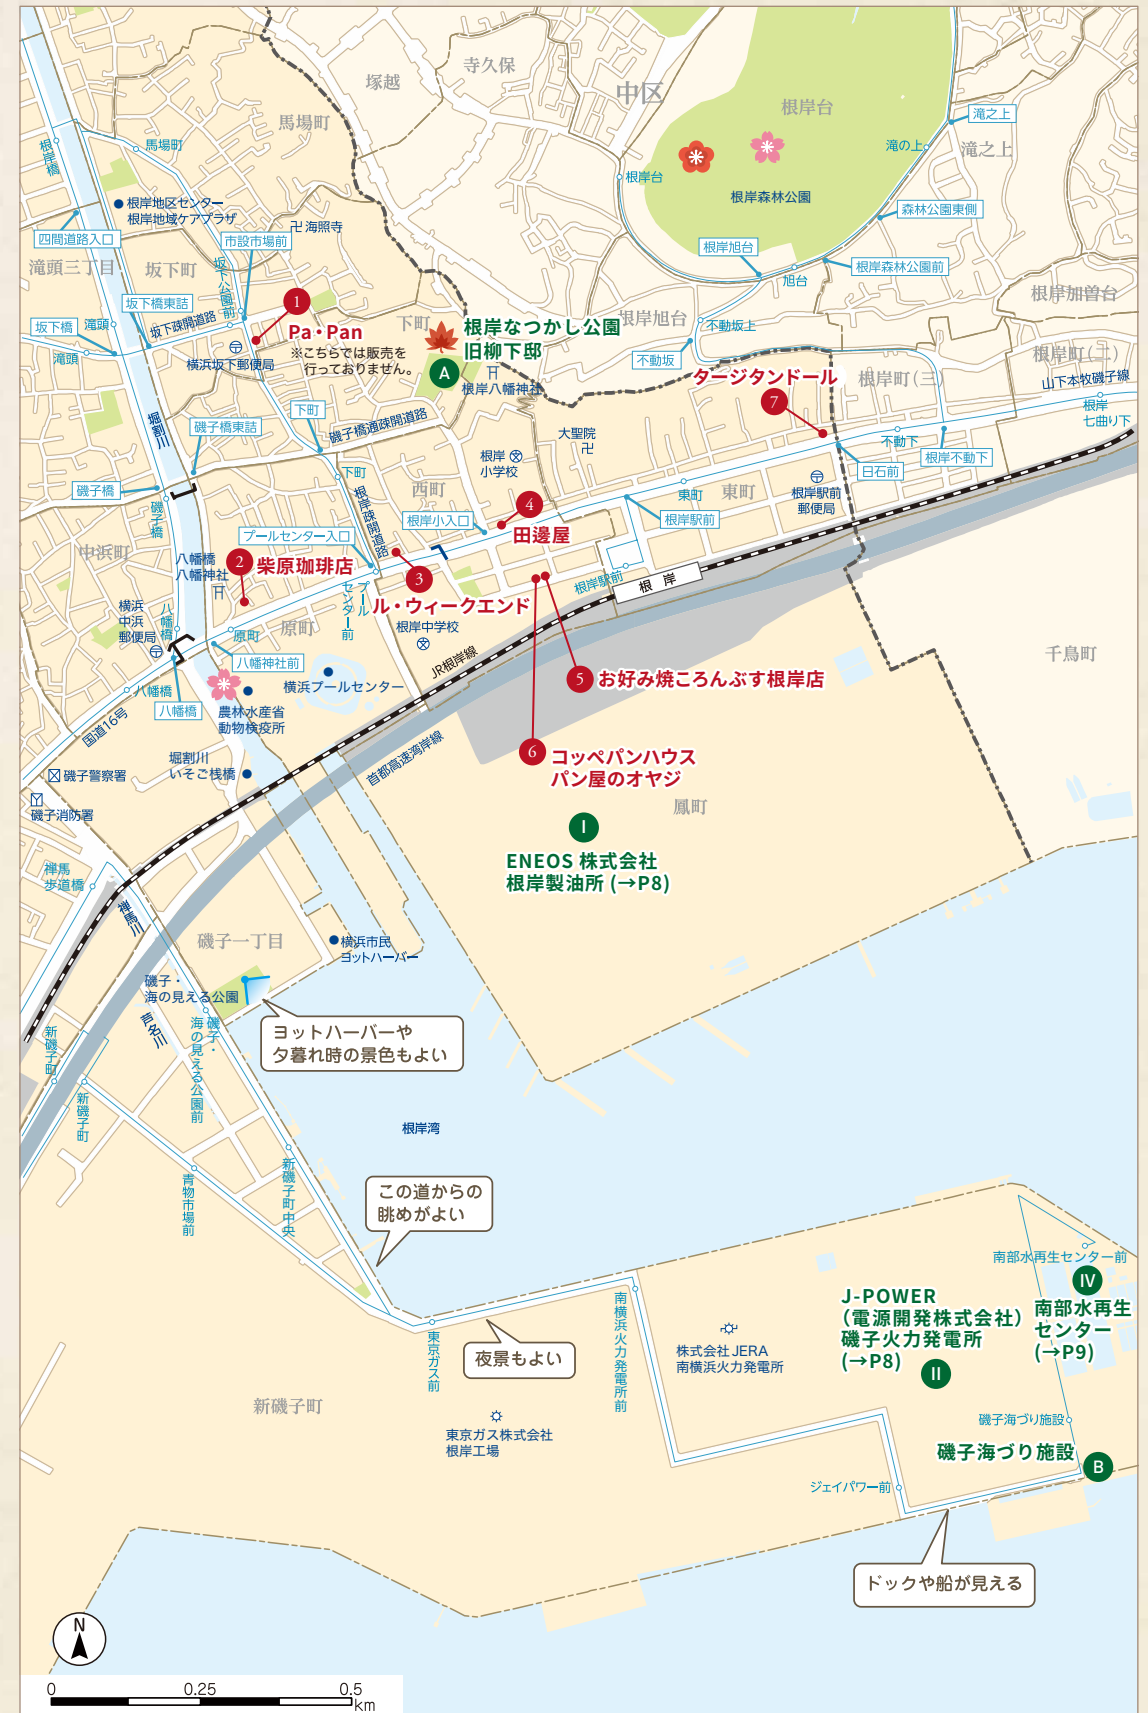 塚越
寺久保
中区
根岸台
馬場町
根岸橋
馬場町
滝之上
滝の上
滝之上
根岸台
根岸森林公園
根岸地区センター
根岸地域ケアプラザ
海照寺
四間道路入口
市設市場前
森林公園東側
滝頭三丁目
坂下町
坂下公園前
根岸旭台
旭台
根岸森林公園前
根岸加曽台
坂下橋東詰
坂下橋
滝頭
坂下疎開道路
滝頭
横浜坂下郵便局
1
Pa・Pan
※こちらでは販売を
行っておりません。
下町
根岸なつかし公園
旧柳下邸
A
根岸八幡神社
根岸旭台
不動坂上
不動坂
根岸町(二)
根岸町(三)
山下本牧磯子線
タージタンドール
7
根岸
七曲り下
下町
磯子橋通疎開道路
堀割川
磯子橋東詰
大聖院
根岸
小学校
不動下
根岸不動下
日石前
下町
根岸疎開道路
西町
磯子橋
磯子橋
東町
東町
根岸駅前
郵便局
根岸駅前
4
田邊屋
根岸小入口
プールセンター入口
中浜町
八幡橋
八幡神社
2
柴原珈琲店
3
ル・ウィークエンド
プール
センター前
根岸駅前
根岸
横浜
中浜
郵便局
八幡橋
原町
原町
根岸中学校
八幡神社前
JR根岸線
千鳥町
横浜プールセンター
5
お好み焼ころんぶす根岸店
八幡橋
八幡橋
国道16号
農林水産省
動物検疫所
6
コッペパンハウス
パン屋のオヤジ
堀割川
いそご桟橋
首都高速湾岸線
磯子警察署
磯子消防署
鳳町
I
ENEOS 株式会社
根岸製油所 (→P8)
禅馬
歩道橋
禅馬川
磯子一丁目
横浜市民
ヨットハーバー
磯子・
海の見える公園
芦名川
磯子・
海の見える公園前
ヨットハーバーや
夕暮れ時の景色もよい
新磯子町
新磯子町
根岸湾
新磯子町中央
青物市場前
この道からの
眺めがよい
南部水再生センター前
IV
南部水再生
センター
(→P9)
J-POWER
（電源開発株式会社）
磯子火力発電所
(→P8)
II
南横浜火力発電所前
東京ガス前
夜景もよい
株式会社JERA
南横浜火力発電所
新磯子町
東京ガス株式会社
根岸工場
磯子海づり施設
磯子海づり施設
B
ジェイパワー前
ドックや船が見える
N
0
0.25
0.5
km